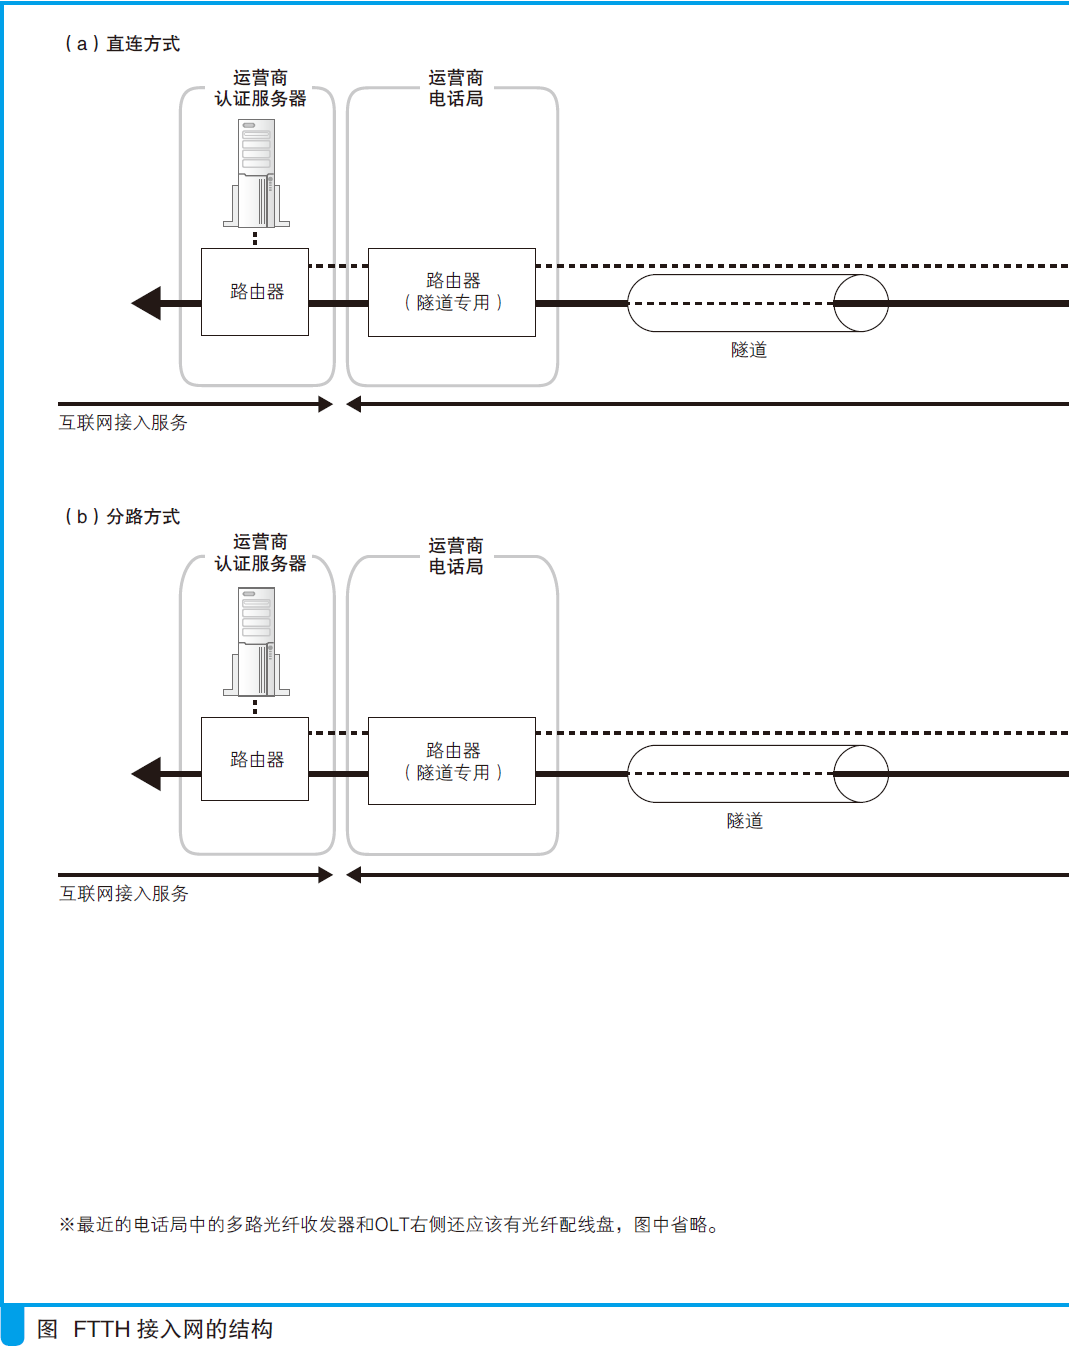 （a）直连方式
运营商
认证服务器
运营商
电话局
路由器
路由器
（隧道专用）
隧道
互联网接入服务
（b）分路方式
运营商
认证服务器
运营商
电话局
路由器
路由器
（隧道专用）
隧道
互联网接入服务
※最近的电话局中的多路光纤收发器和OLT右侧还应该有光纤配线盘，图中省略。
图 FTTH 接入网的结构